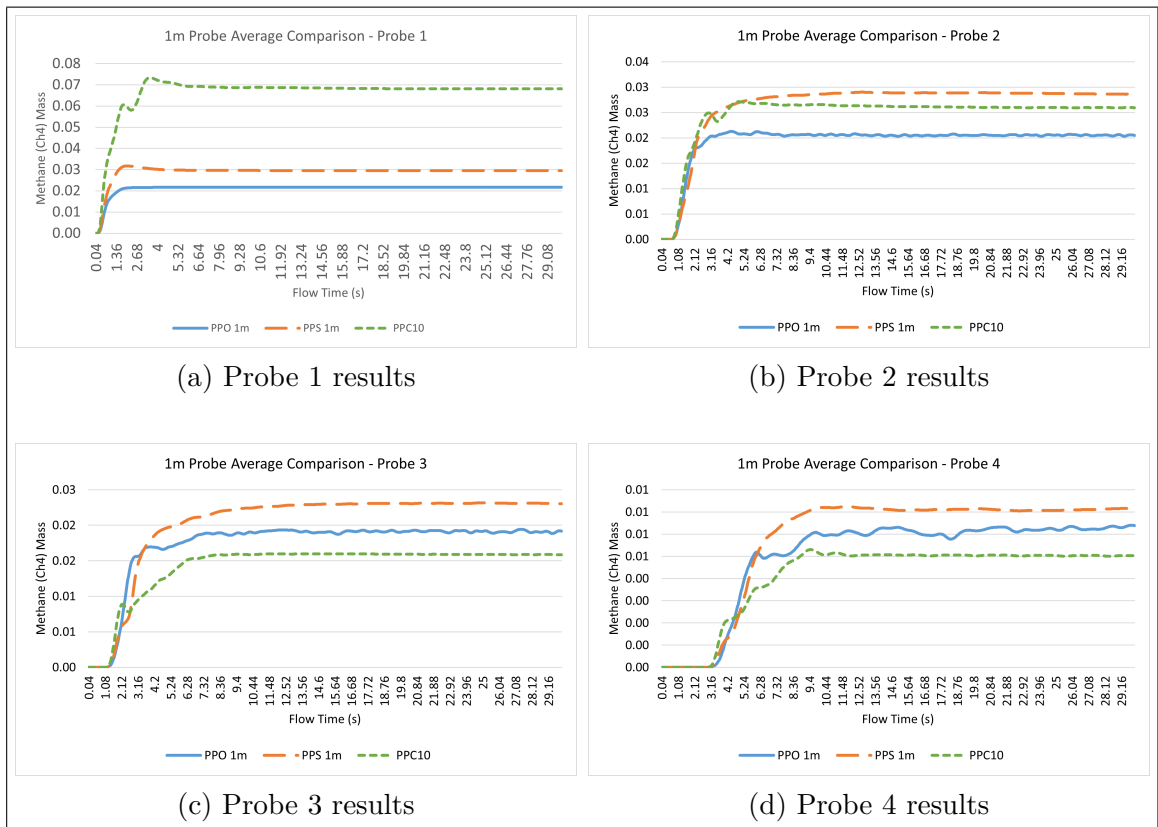 1m Probe Average Comparison - Probe 1
Methane (Ch4) Mass
0.08
0.07
0.06
0.05
0.04
0.03
0.02
0.01
0.00
0.04 1.36 2.68 4 5.32 6.64 7.96 9.28 10.6 11.92 13.24 14.56 15.88 17.2 18.52 19.84 21.16 22.48 23.8 25.12 26.44 27.76 29.08
Flow Time (s)
PPO 1m PPS 1m PPC10
(a) Probe 1 results
1m Probe Average Comparison - Probe 2
Methane (Ch4) Mass
0.04
0.03
0.03
0.02
0.02
0.01
0.01
0.00
0.04 1.08 2.12 3.16 4.2 5.24 6.28 7.32 8.36 9.4 10.44 11.48 12.52 13.56 14.6 15.64 16.68 17.72 18.76 19.8 20.84 21.88 22.92 23.96 25 26.04 27.08 28.12 29.16
Flow Time (s)
PPO 1m PPS 1m PPC10
(b) Probe 2 results
1m Probe Average Comparison - Probe 3
Methane (Ch4) Mass
0.03
0.02
0.02
0.01
0.01
0.00
0.04 1.08 2.12 3.16 4.2 5.24 6.28 7.32 8.36 9.4 10.44 11.48 12.52 13.56 14.6 15.64 16.68 17.72 18.76 19.8 20.84 21.88 22.92 23.96 25 26.04 27.08 28.12 29.16
Flow Time (s)
PPO 1m PPS 1m PPC10
(c) Probe 3 results
1m Probe Average Comparison - Probe 4
Methane (Ch4) Mass
0.01
0.01
0.01
0.01
0.00
0.00
0.00
0.00
0.00
0.04 1.08 2.12 3.16 4.2 5.24 6.28 7.32 8.36 9.4 10.44 11.48 12.52 13.56 14.6 15.64 16.68 17.72 18.76 19.8 20.84 21.88 22.92 23.96 25 26.04 27.08 28.12 29.16
Flow Time (s)
PPO 1m PPS 1m PPC10
(d) Probe 4 results